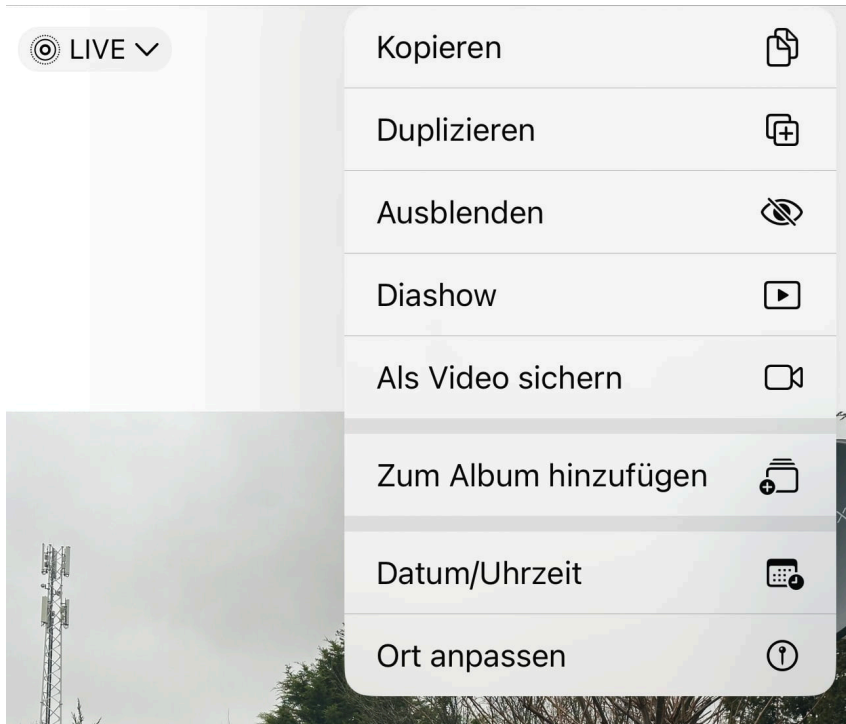 LIVE
Kopieren
Duplizieren
Ausblenden
Diashow
Als Video sichern
Zum Album hinzufügen
Datum/Uhrzeit
Ort anpassen